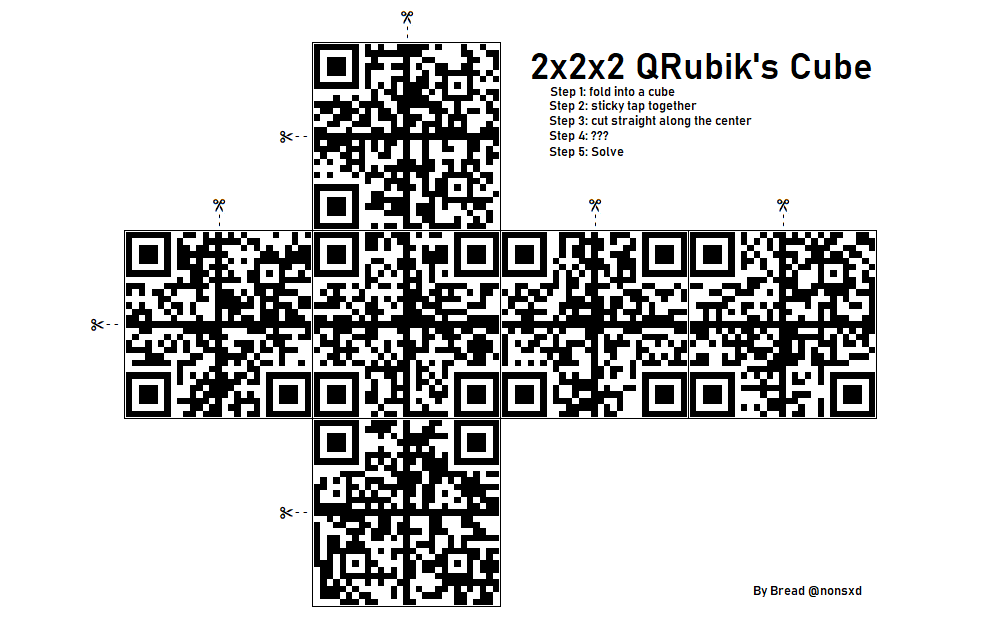 2x2x2 QRubik's Cube
Step 1: fold into a cube
Step 2: sticky tap together
Step 3: cut straight along the center
Step 4: ???
Step 5: Solve
By Bread @nonsxd